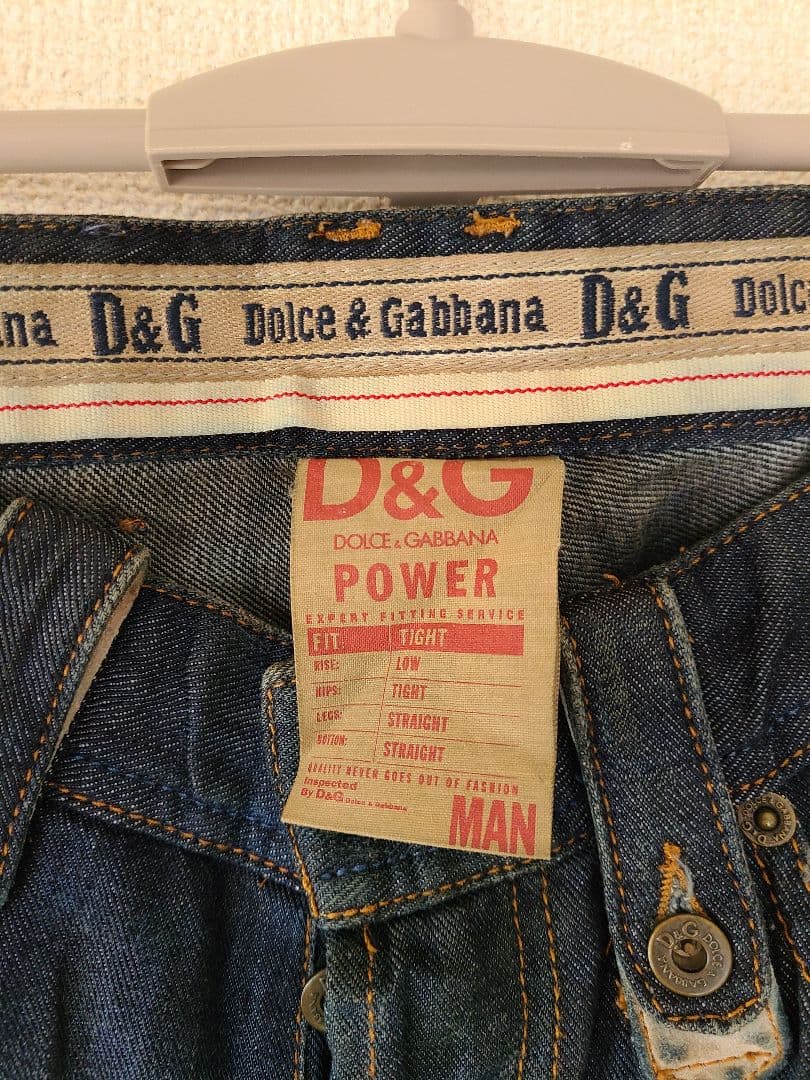 na D&G Dolce & Gabbana D&G Dolc
D&G
DOLCE & GABBANA
POWER
EXPERT FITTING SERVICE
FIT TIGHT
RISE: LOW
HIPS: TIGHT
LEGS: STRAIGHT
BOTTOM: STRAIGHT
QUALITY NEVER GOES OUT OF FASHION
Inspected
By D&G Dolce & Gabbana
MAN
D&G DOLCE & GABBANA